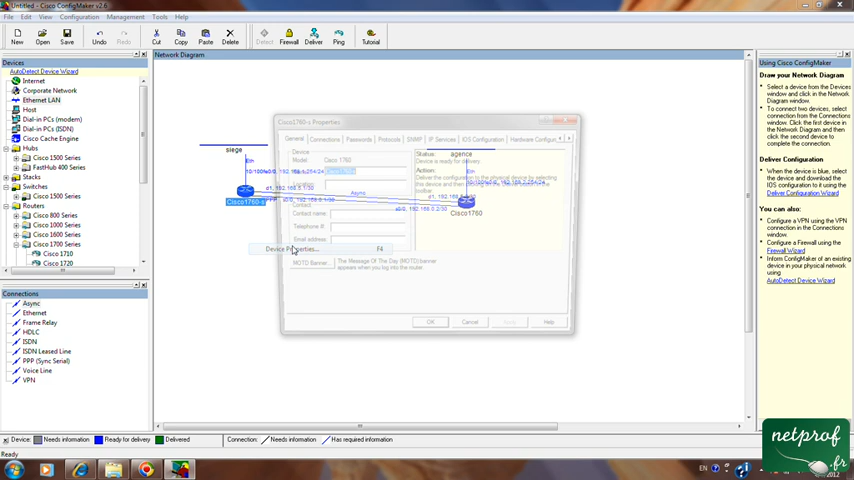 Untitled - Cisco ConfigMaker v2.6
File Edit View Configuration Management Tools Help
New Open Save Undo Redo Cut Copy Paste Delete Detect Firewall Deliver Ping Tutorial
Devices
AutoDetect Device Wizard
Internet
Corporate Network
Ethernet LAN
Host
Dial-in PCs (modem)
Dial-in PCs (ISDN)
Cisco Cache Engine
Hubs
Cisco 1500 Series
FastHub 400 Series
Stacks
Switches
Cisco 1500 Series
Routers
Cisco 800 Series
Cisco 1000 Series
Cisco 1600 Series
Cisco 1700 Series
Cisco 1710
Cisco 1720
Connections
Async
Ethernet
Frame Relay
HDLC
ISDN
ISDN Leased Line
PPP (Sync Serial)
Voice Line
VPN
Network Diagram
siege
Eth
Cisco1760-s
PPP
Async
agence
Eth
Cisco1760
Cisco1760-s Properties
General Connections Passwords Protocols SNMP IP Services IOS Configuration Hardware Configur
Device
Model: Cisco 1760
Contact
Contact name:
Telephone #:
Email address:
MOTD Banner...
The Message Of The Day (MOTD) banner
appears when you log into the router.
Status:
Device is ready for delivery.
Action:
Deliver the configuration to the physical device by selecting
OK Cancel Apply Help
Device Properties... F4
Using Cisco ConfigMaker
Draw your Network Diagram
Select a device from the Devices
window and click in the Network
Diagram window.
To connect two devices, select
connection from the Connections
window. Click the first device
in the Network Diagram and
click the second device to
complete the connection.
Deliver Configuration
When the device is blue, select
the device and download the
IOS configuration to it using
Deliver Configuration Wizard
You can also:
Configure a VPN using the VPN
connection in the Connections
window.
Configure a Firewall using the
Firewall Wizard
Inform ConfigMaker of an existing
device in your physical network
using
AutoDetect Device Wizard
Device: Needs information Ready for delivery Delivered Connection: Needs information Has required information
Ready
EN
netprof
.fr